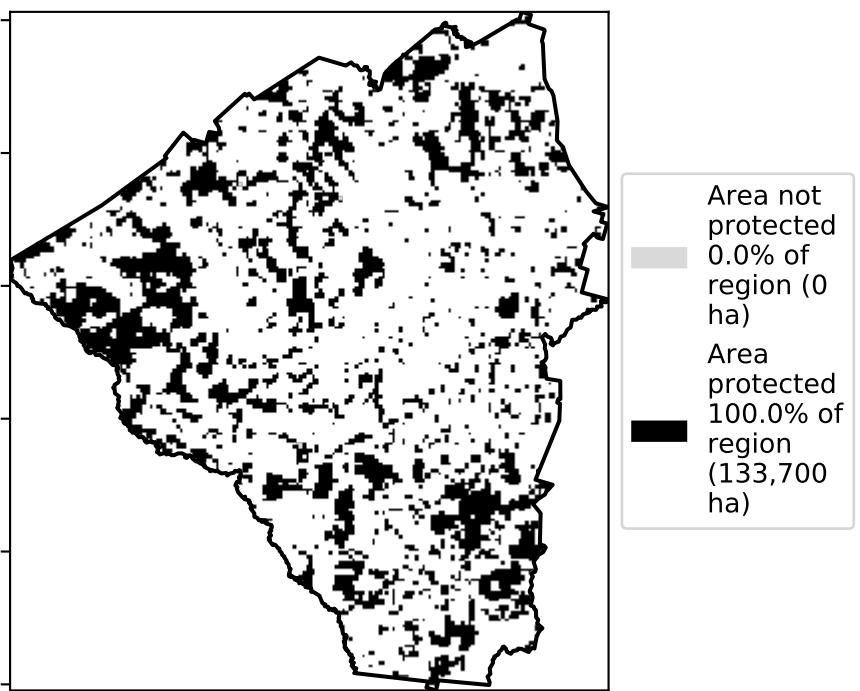 Area not
protected
0.0% of
region (0
ha)
Area
protected
100.0% of
region
(133,700
ha)